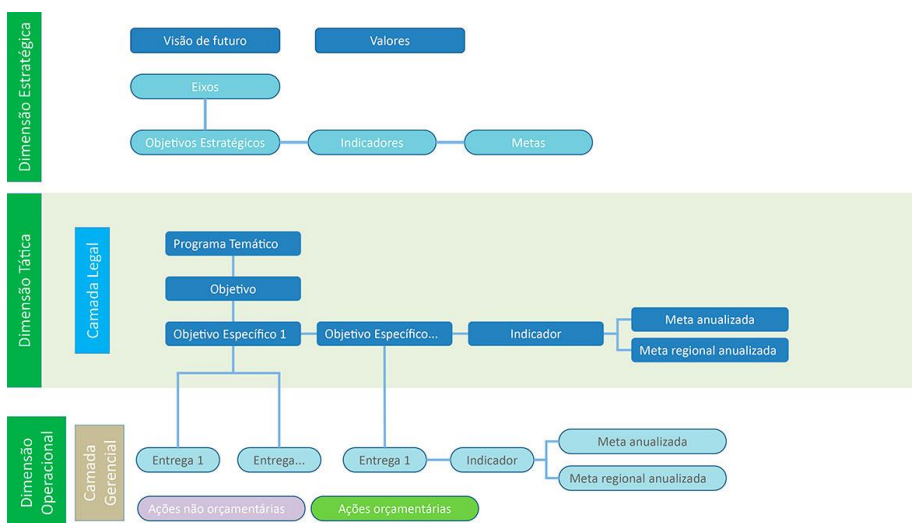 Dimensão Estratégica
Visão de futuro
Valores
Eixos
Objetivos Estratégicos
Indicadores
Metas
Dimensão Tática
Camada Legal
Programa Temático
Objetivo
Objetivo Específico 1
Objetivo Específico...
Indicador
Meta anualizada
Meta regional anualizada
Dimensão
Operacional
Camada
Gerencial
Entrega 1
Entrega...
Entrega 1
Indicador
Meta anualizada
Meta regional anualizada
Ações não orçamentárias
Ações orçamentárias